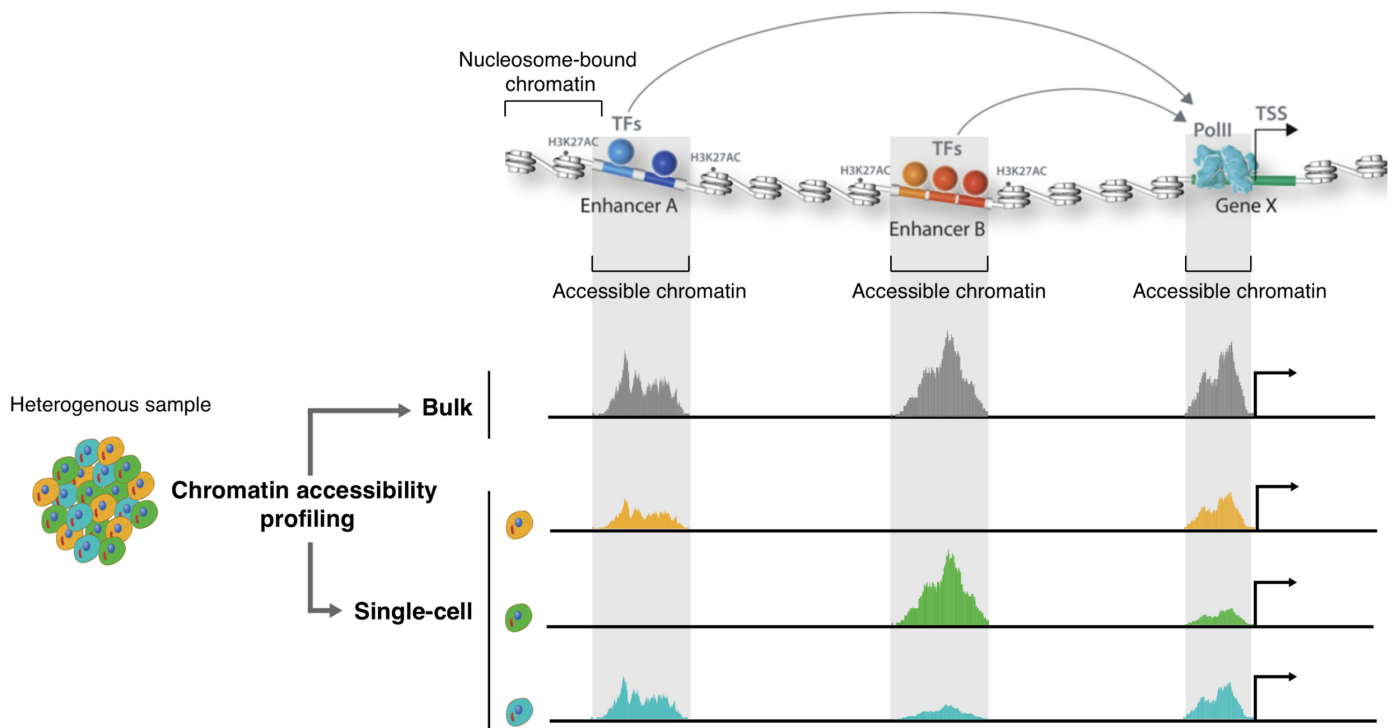 Nucleosome-bound
chromatin
TFs
TSS
PolII
H3K27AC
H3K27AC
TFs
H3K27AC
H3K27AC
Enhancer A
Enhancer B
Gene X
Accessible chromatin
Accessible chromatin
Accessible chromatin
Heterogenous sample
Bulk
Chromatin accessibility
profiling
Single-cell